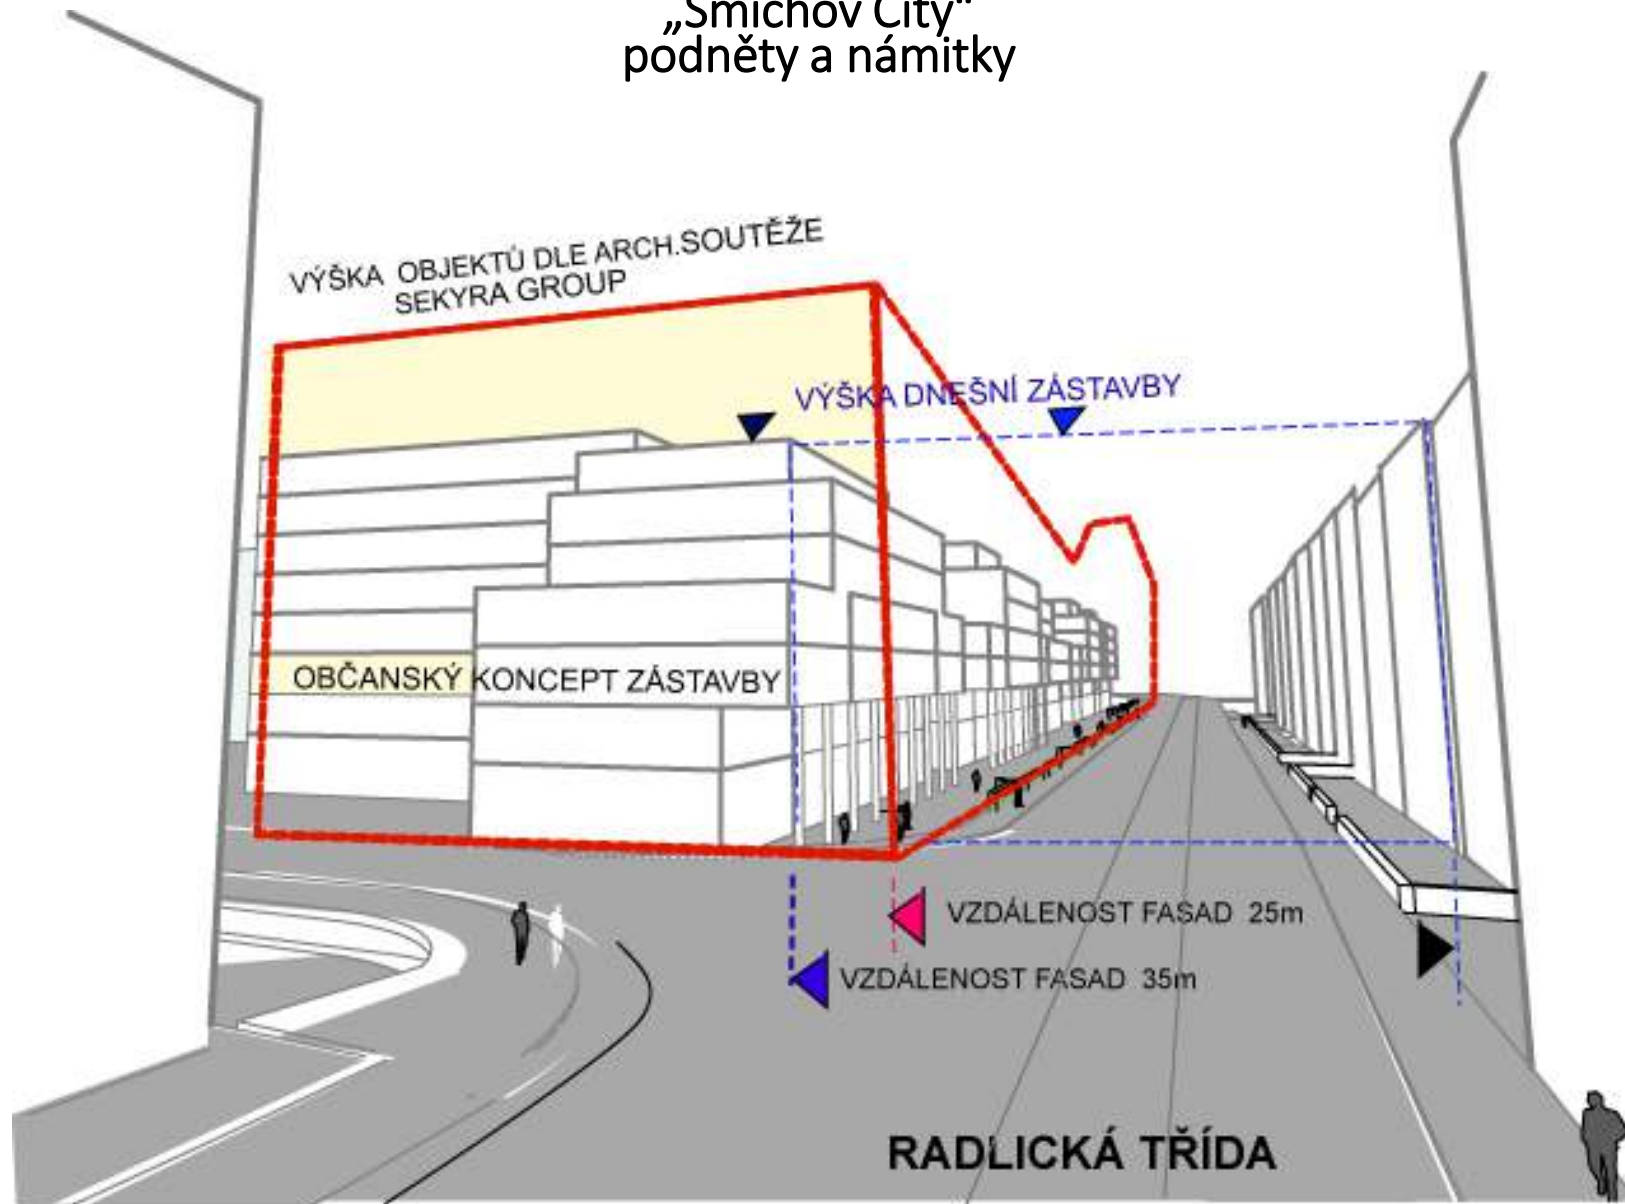 „Smíchov City“
podněty a námitky
VÝŠKA OBJEKTŮ DLE ARCH.SOUTĚŽE
SEKYRA GROUP
VÝŠKA DNEŠNÍ ZÁSTAVBY
OBČANSKÝ KONCEPT ZÁSTAVBY
VZDÁLENOST FASAD 25m
VZDÁLENOST FASAD 35m
RADLICKÁ TŘÍDA